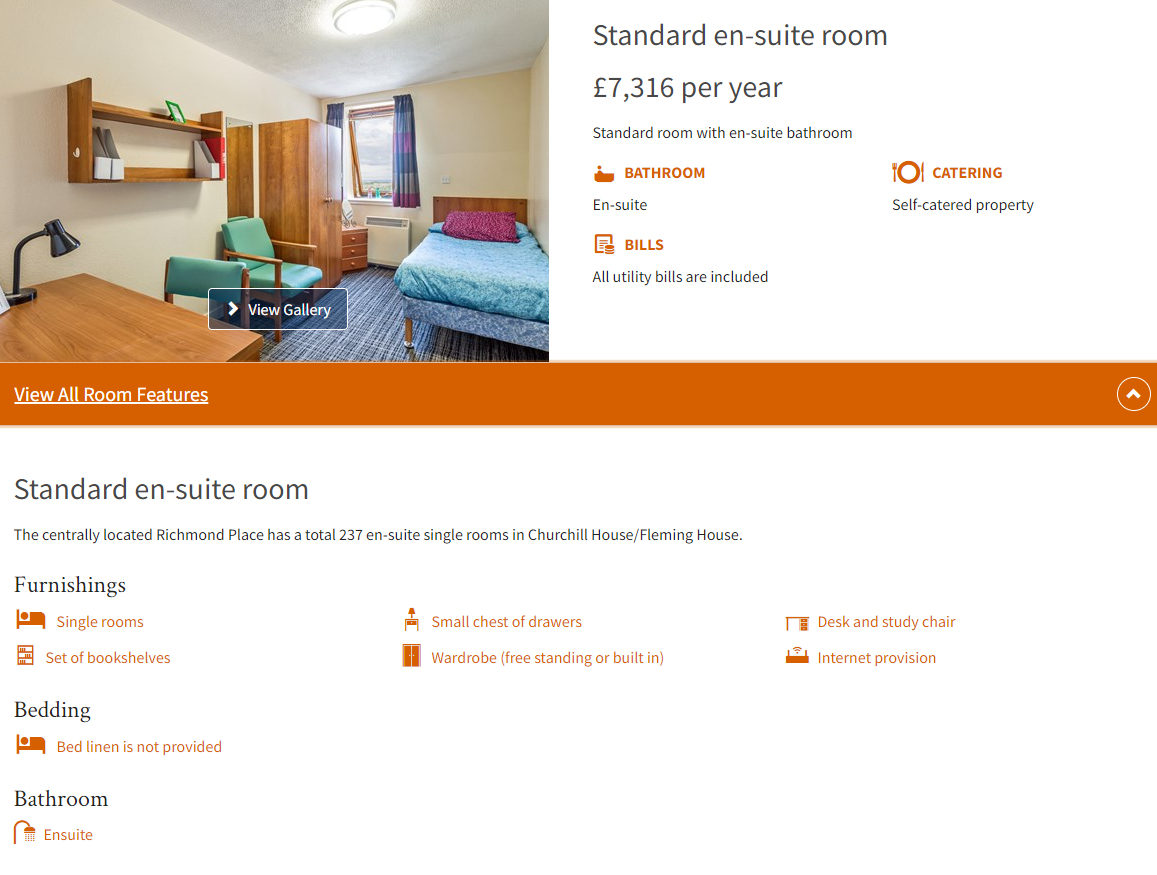 Standard en-suite room
£7,316 per year
Standard room with en-suite bathroom
BATHROOM
En-suite
CATERING
Self-catered property
BILLS
All utility bills are included
View Gallery
View All Room Features
Standard en-suite room
The centrally located Richmond Place has a total 237 en-suite single rooms in Churchill House/Fleming House.
Furnishings
Single rooms
Small chest of drawers
Desk and study chair
Set of bookshelves
Wardrobe (free standing or built in)
Internet provision
Bedding
Bed linen is not provided
Bathroom
Ensuite